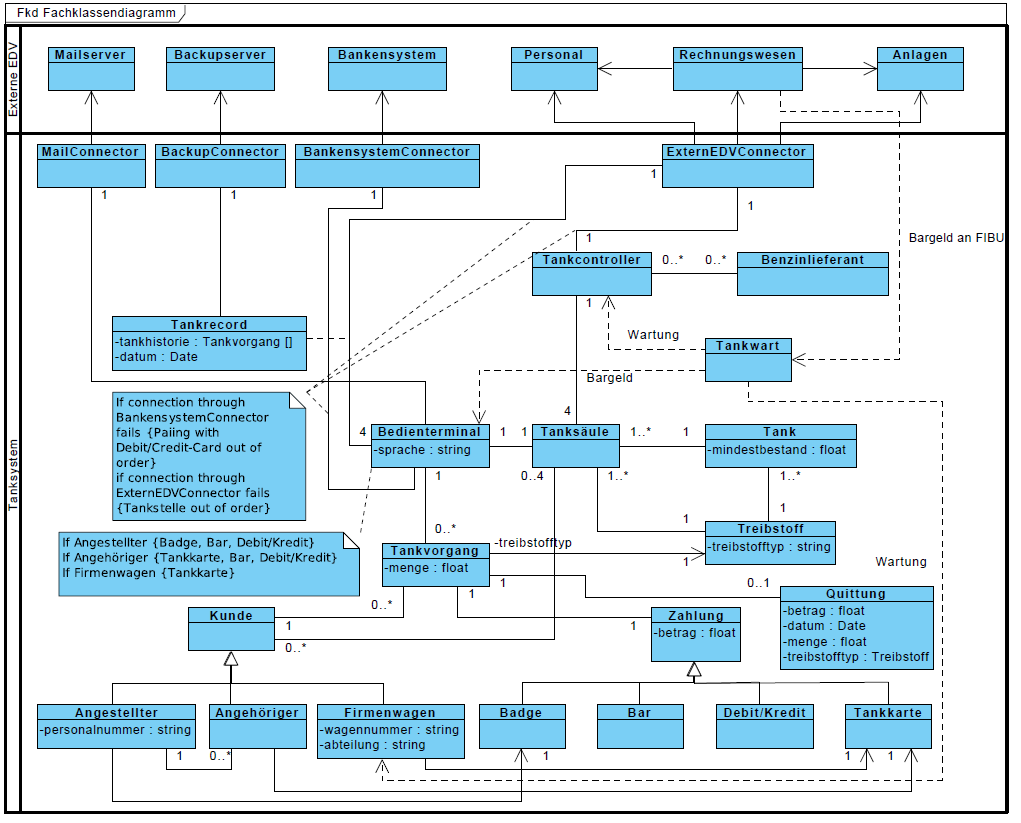 Fkd Fachklassendiagramm
Externe EDV
Mailserver
Backupserver
Bankensystem
Personal
Rechnungswesen
Anlagen
Tanksystem
MailConnector
BackupConnector
BankensystemConnector
ExternEDVConnector
1
1
1
1
1
Bargeld an FIBU
1
Tankcontroller
0..*
0..*
Benzinlieferant
1
Tankrecord
-tankhistorie : Tankvorgang []
-datum : Date
Wartung
Tankwart
Bargeld
If connection through
BankensystemConnector
fails {Paiing with
Debit/Credit-Card out of
order}
if connection through
ExternEDVConnector fails
{Tankstelle out of order}
4
4
Bedienterminal
-sprache : string
1
1
Tanksäule
1..*
1
Tank
-mindestbestand : float
1
0..4
1..*
1..*
1
1
Treibstoff
-treibstofftyp : string
0..*
If Angestellter {Badge, Bar, Debit/Kredit}
If Angehöriger {Tankkarte, Bar, Debit/Kredit}
If Firmenwagen {Tankkarte}
Tankvorgang
-menge : float
-treibstofftyp
1
Wartung
1
1
0..1
Quittung
-betrag : float
-datum : Date
-menge : float
-treibstofftyp : Treibstoff
0..*
Kunde
1
0..*
1
Zahlung
-betrag : float
Angestellter
-personalnummer : string
Angehöriger
Firmenwagen
-wagennummer : string
-abteilung : string
Badge
Bar
Debit/Kredit
Tankkarte
1
0..*
1
1
1